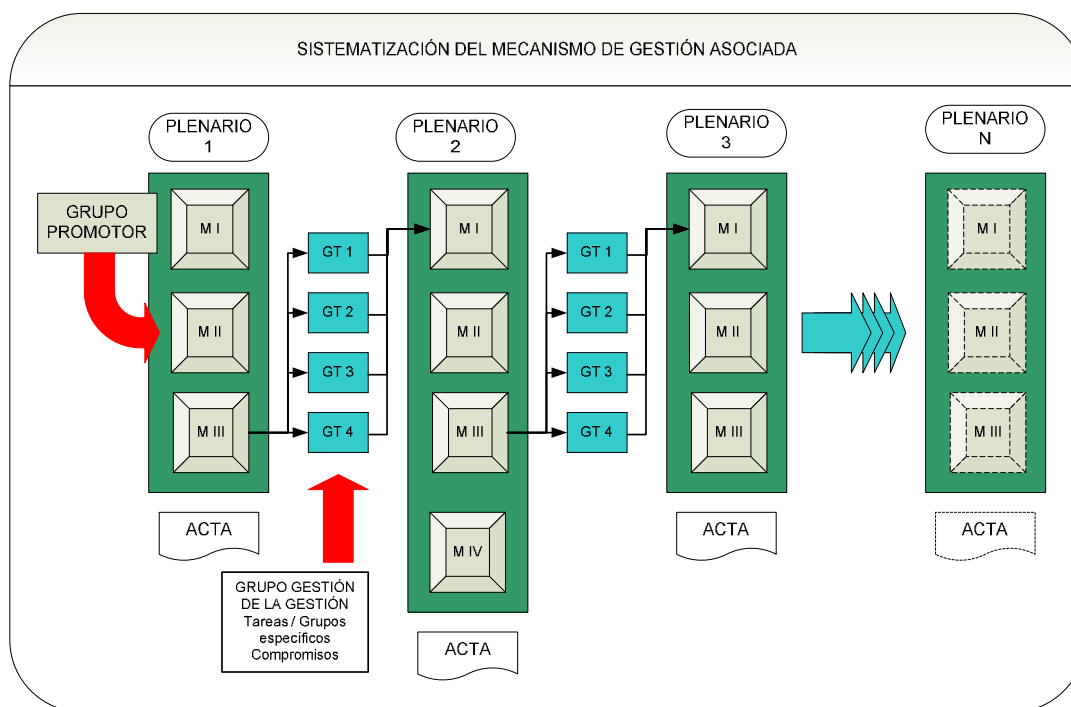 SISTEMATIZACIÓN DEL MECANISMO DE GESTIÓN ASOCIADA
PLENARIO
1
PLENARIO
2
PLENARIO
3
PLENARIO
N
GRUPO
PROMOTOR
M I
M II
M III
ACTA
GT 1
GT 2
GT 3
GT 4
GRUPO GESTIÓN
DE LA GESTIÓN
Tareas / Grupos
específicos
Compromisos
M I
M II
M III
M IV
ACTA
GT 1
GT 2
GT 3
GT 4
M I
M II
M III
ACTA
M I
M II
M III
ACTA